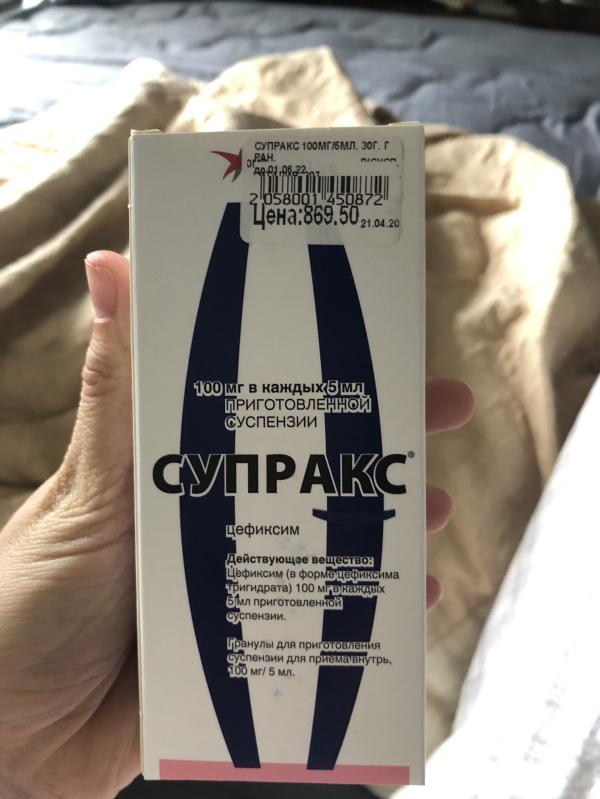 СУПРАКС 100МГ/5МЛ. 30Г. Г
РАН.
до 01.06.22
2 058001 450872
Цена:869.50 21.04.20
100 мг в каждых 5 мл
ПРИГОТОВЛЕННОЙ
СУСПЕНЗИИ
СУПРАКС®
цефиксим
Действующее вещество:
Цефиксим (в форме цефиксима
тригидрата) 100 мг в каждых
5 мл приготовленной
суспензии.
Гранулы для приготовления
суспензии для приема внутрь,
100 мг/ 5 мл.